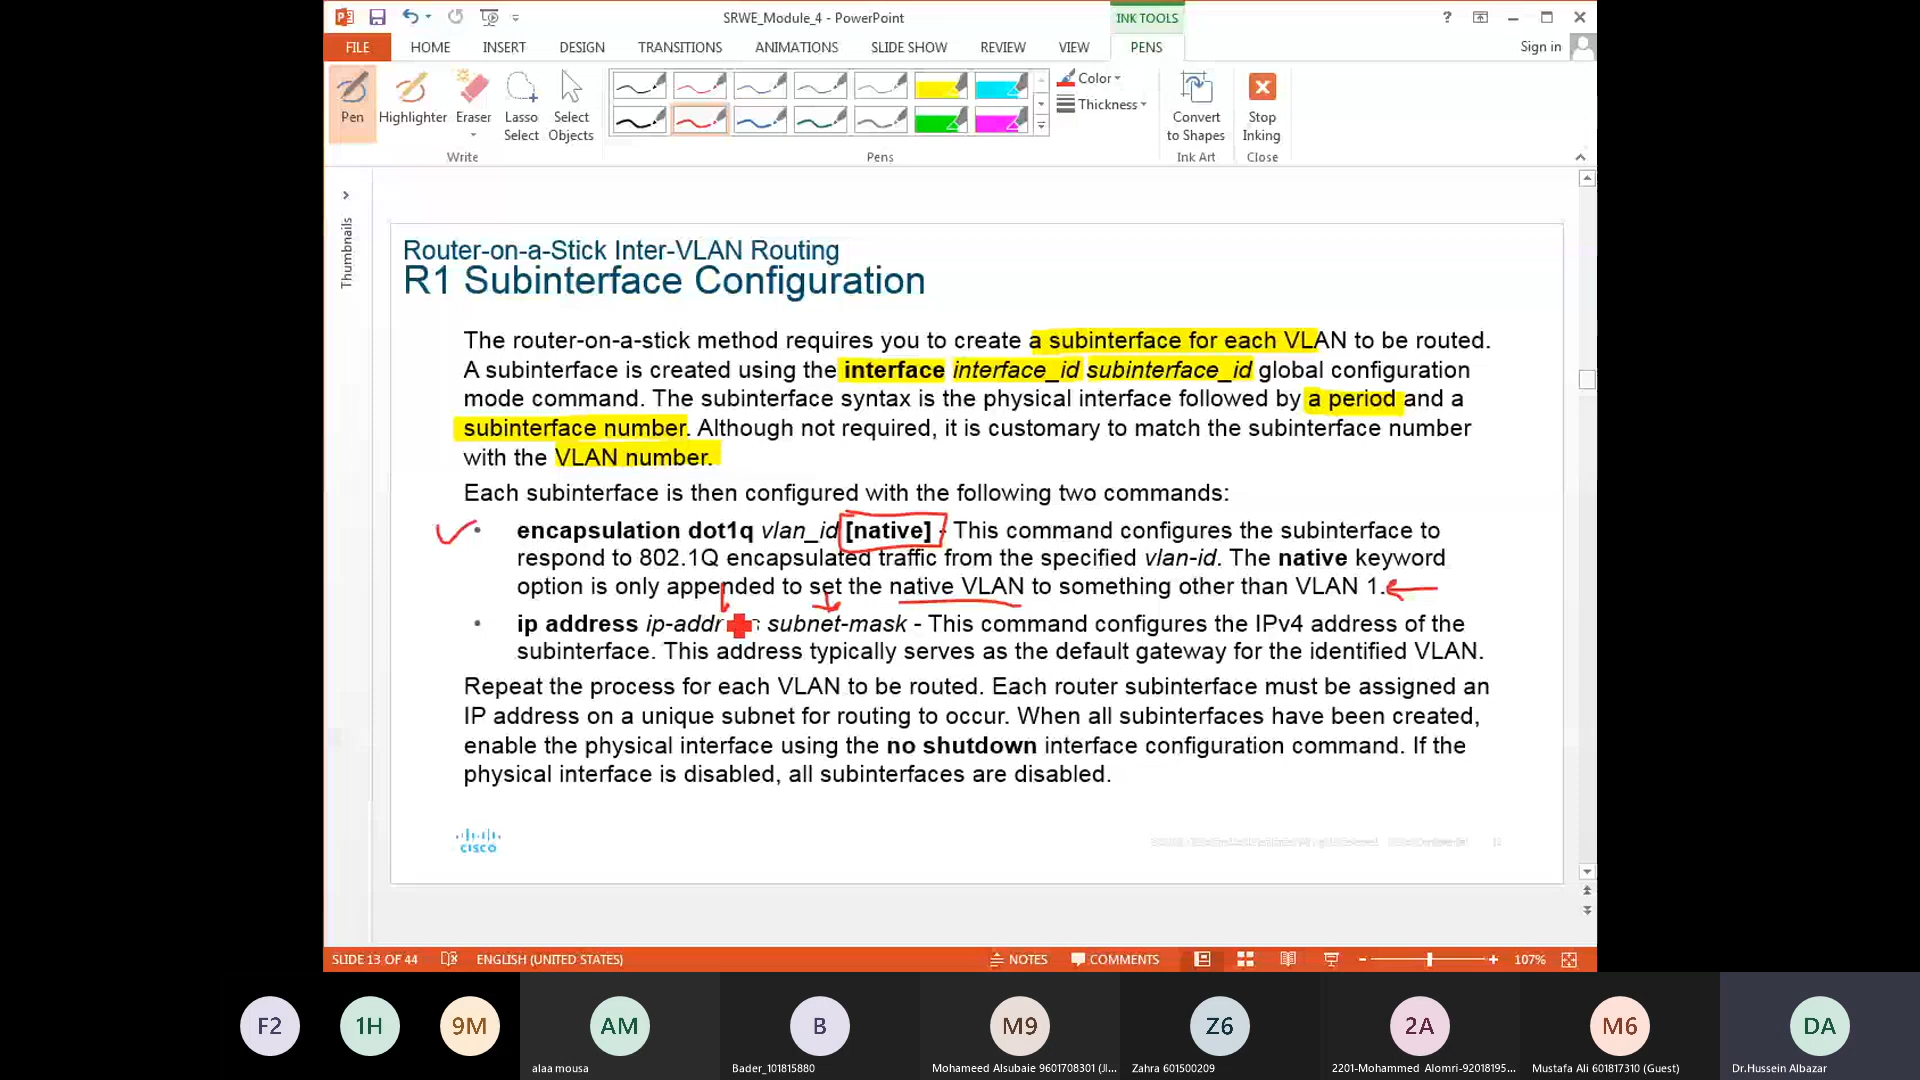 SRWE_Module_4 - PowerPoint
INK TOOLS
?
FILE
HOME
INSERT
DESIGN
TRANSITIONS
ANIMATIONS
SLIDE SHOW
REVIEW
VIEW
PENS
Sign in
Pen
Highlighter
Eraser
Lasso
Select
Select
Objects
Color
Thickness
Convert
to Shapes
Stop
Inking
Write
Pens
Ink Art
Close
Thumbnails
Router-on-a-Stick Inter-VLAN Routing
R1 Subinterface Configuration
The router-on-a-stick method requires you to create a subinterface for each VLAN to be routed.
A subinterface is created using the interface interface_id subinterface_id global configuration
mode command. The subinterface syntax is the physical interface followed by a period and a
subinterface number. Although not required, it is customary to match the subinterface number
with the VLAN number.
Each subinterface is then configured with the following two commands:
• encapsulation dot1q vlan_id [native] - This command configures the subinterface to
respond to 802.1Q encapsulated traffic from the specified vlan-id. The native keyword
option is only appended to set the native VLAN to something other than VLAN 1.
• ip address subnet-mask - This command configures the IPv4 address of the
subinterface. This address typically serves as the default gateway for the identified VLAN.
Repeat the process for each VLAN to be routed. Each router subinterface must be assigned an
IP address on a unique subnet for routing to occur. When all subinterfaces have been created,
enable the physical interface using the no shutdown interface configuration command. If the
physical interface is disabled, all subinterfaces are disabled.
CISCO
SLIDE 13 OF 44
ENGLISH (UNITED STATES)
NOTES
COMMENTS
107%
F2
1H
9M
AM
B
M9
Z6
2A
M6
DA
alaa mousa
Bader_101815880
Mohameed Alsubaie 9601708301 (Jl...
Zahra 601500209
2201-Mohammed Alomri-92018195...
Mustafa Ali 601817310 (Guest)
Dr.Hussein Albazar